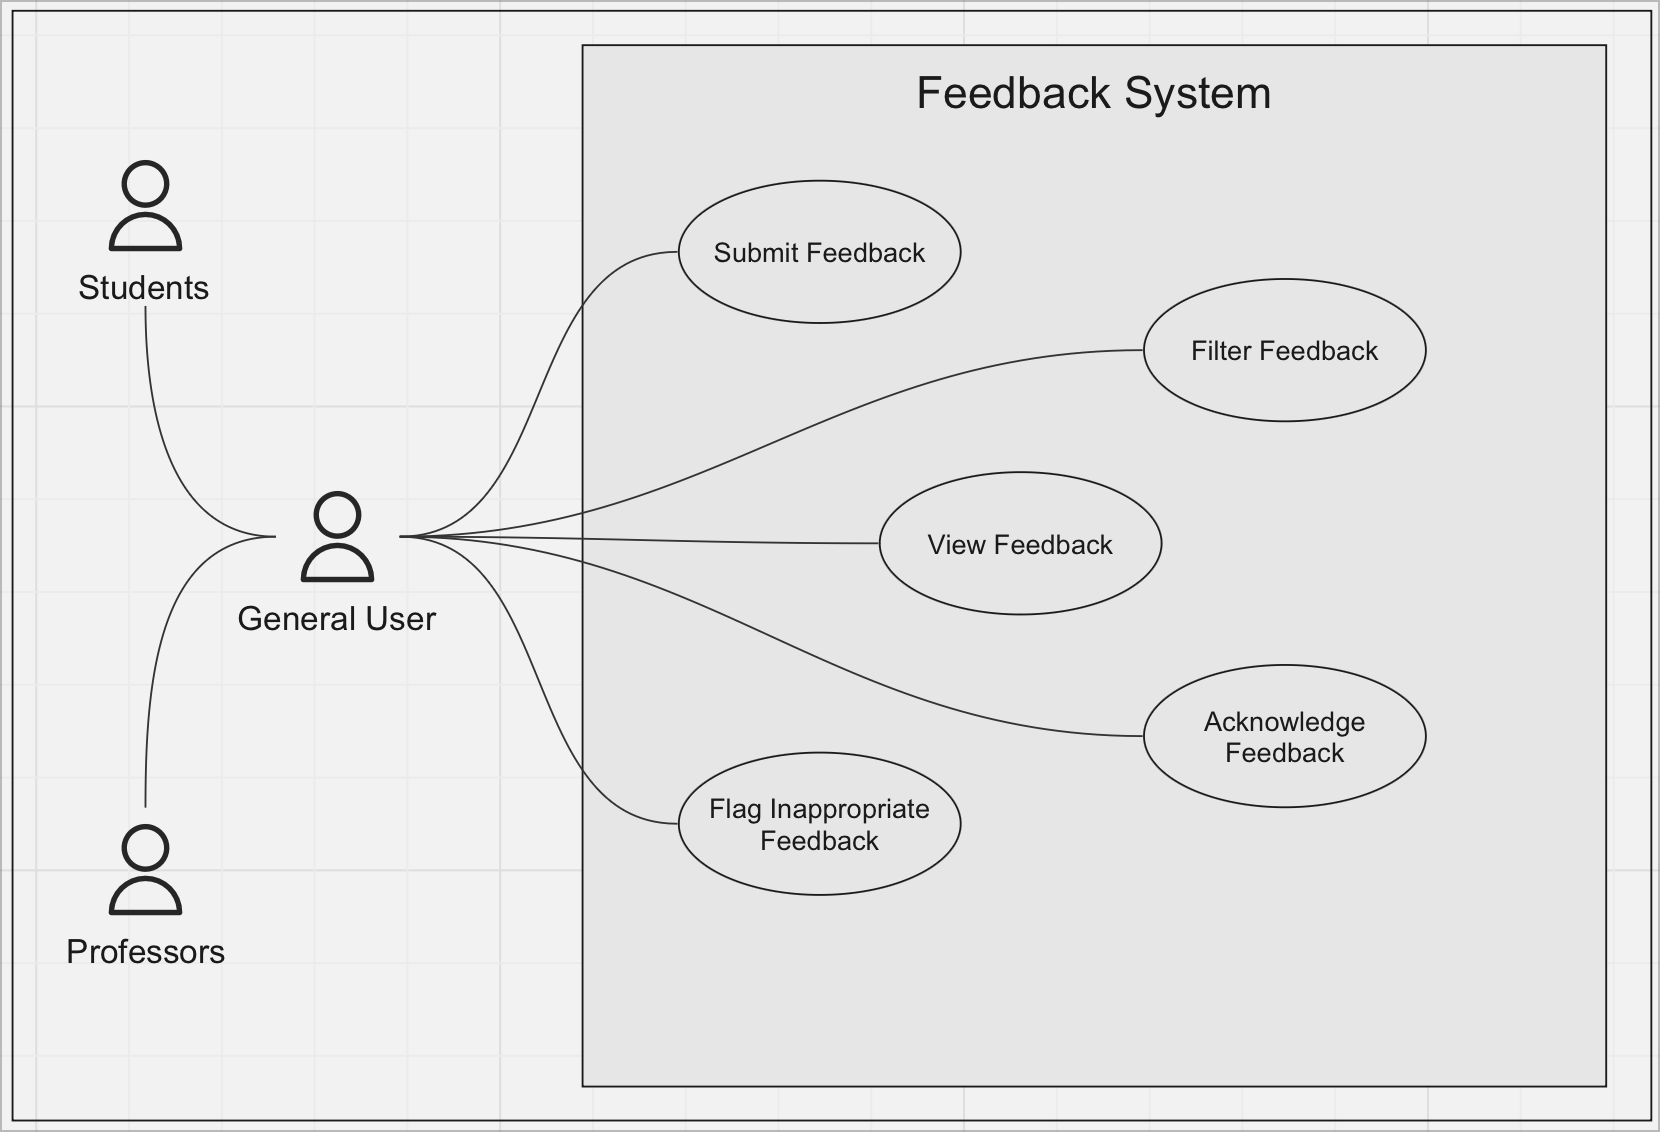 Feedback System
Students
Submit Feedback
Filter Feedback
General User
View Feedback
Acknowledge
Feedback
Flag Inappropriate
Feedback
Professors